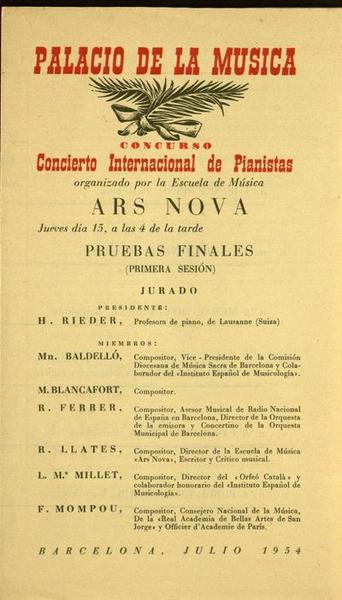 PALACIO DE LA MUSICA
CONCURSO
Concierto Internacional de Pianistas
organizado por la Escuela de Música
ARS NOVA
Jueves día 15, a las 4 de la tarde
PRUEBAS FINALES
(PRIMERA SESIÓN)
JURADO
PRESIDENTE:
H. RIEDER, Profesora de piano, de Lausanne (Suiza)
MIEMBROS:
Mn. BALDELLÓ, Compositor, Vice-Presidente de la Comisión
Diocesana de Música Sacra de Barcelona y Cola-
borador del «Instituto Español de Musicología».
M. BLANCAFORT, Compositor.
R. FERRER, Compositor, Asesor Musical de Radio Nacional
de España en Barcelona, Director de la Orquesta
de la emisora y Concertino de la Orquesta
Municipal de Barcelona.
R. LLATES, Compositor, Director de la Escuela de Música
«Ars Nova», Escritor y Crítico musical.
L. Mª MILLET, Compositor, Director del «Orfeó Català» y
colaborador honorario del «Instituto Español de
Musicología».
F. MOMPOU, Compositor, Consejero Nacional de la Música,
De la «Real Academia de Bellas Artes de San
Jorge» y Officier d'Academie de París.
BARCELONA, JULIO 1954